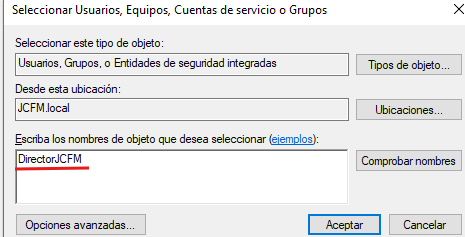 Seleccionar Usuarios, Equipos, Cuentas de servicio o Grupos
Seleccionar este tipo de objeto:
Usuarios, Grupos, o Entidades de seguridad integradas
Tipos de objeto...
Desde esta ubicación:
JCFM.local
Ubicaciones...
Escriba los nombres de objeto que desea seleccionar (ejemplos):
DirectorJCFM
Comprobar nombres
Opciones avanzadas...
Aceptar
Cancelar